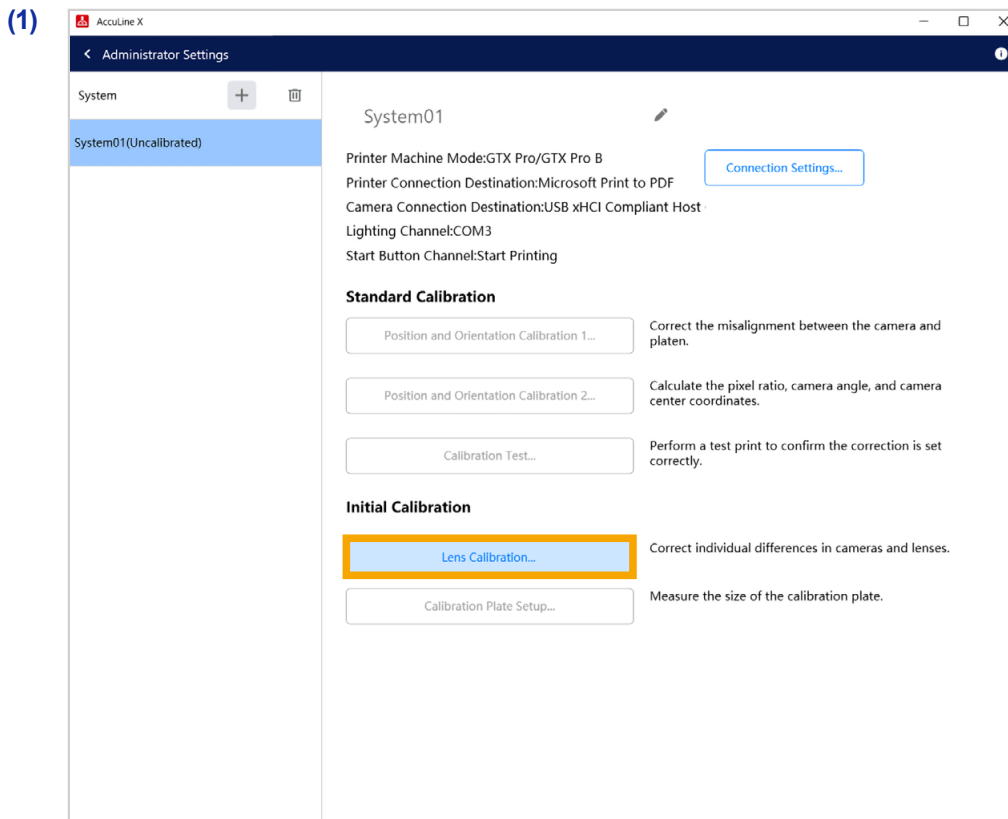 (1)
AccuLine X
Administrator Settings
System
System01(Uncalibrated)
System01
Printer Machine Mode:GTX Pro/GTX Pro B
Connection Settings...
Printer Connection Destination:Microsoft Print to PDF
Camera Connection Destination:USB xHCI Compliant Host
Lighting Channel:COM3
Start Button Channel:Start Printing
Standard Calibration
Position and Orientation Calibration 1...
Correct the misalignment between the camera and
platen.
Position and Orientation Calibration 2...
Calculate the pixel ratio, camera angle, and camera
center coordinates.
Calibration Test...
Perform a test print to confirm the correction is set
correctly.
Initial Calibration
Lens Calibration...
Correct individual differences in cameras and lenses.
Calibration Plate Setup...
Measure the size of the calibration plate.